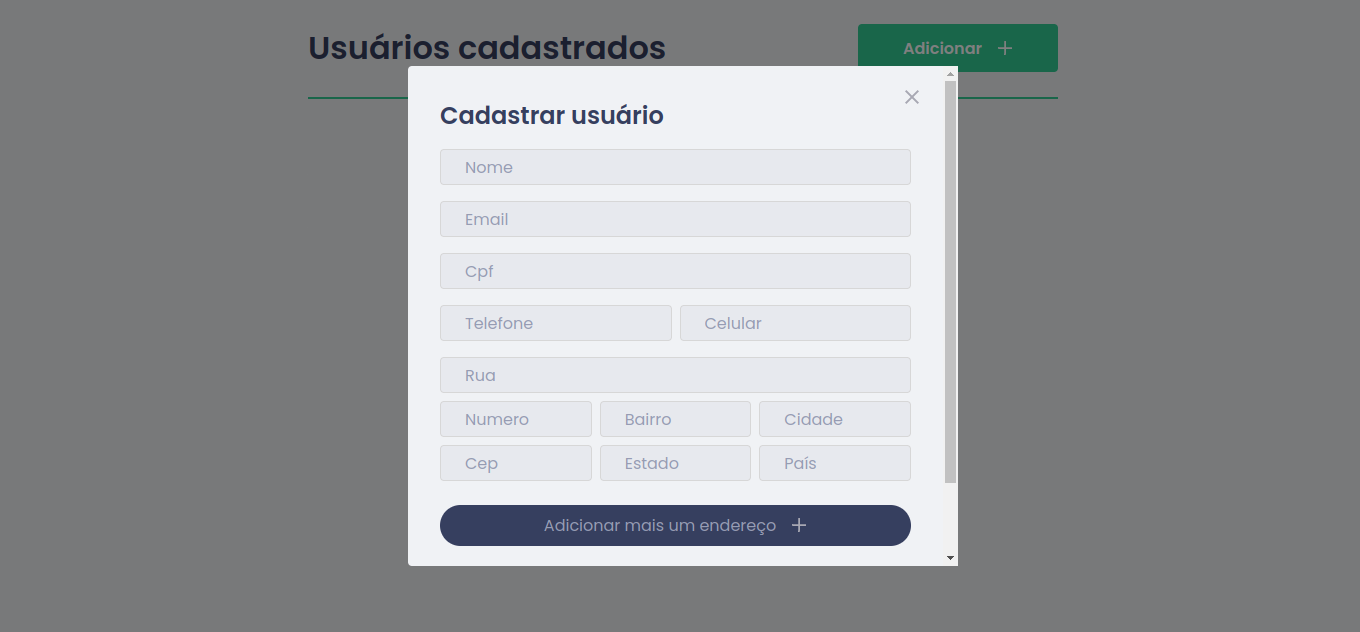 Usuários cadastrados
Adicionar
Cadastrar usuário
Nome
Email
Cpf
Telefone Celular
Rua
Numero Bairro Cidade
Cep Estado País
Adicionar mais um endereço